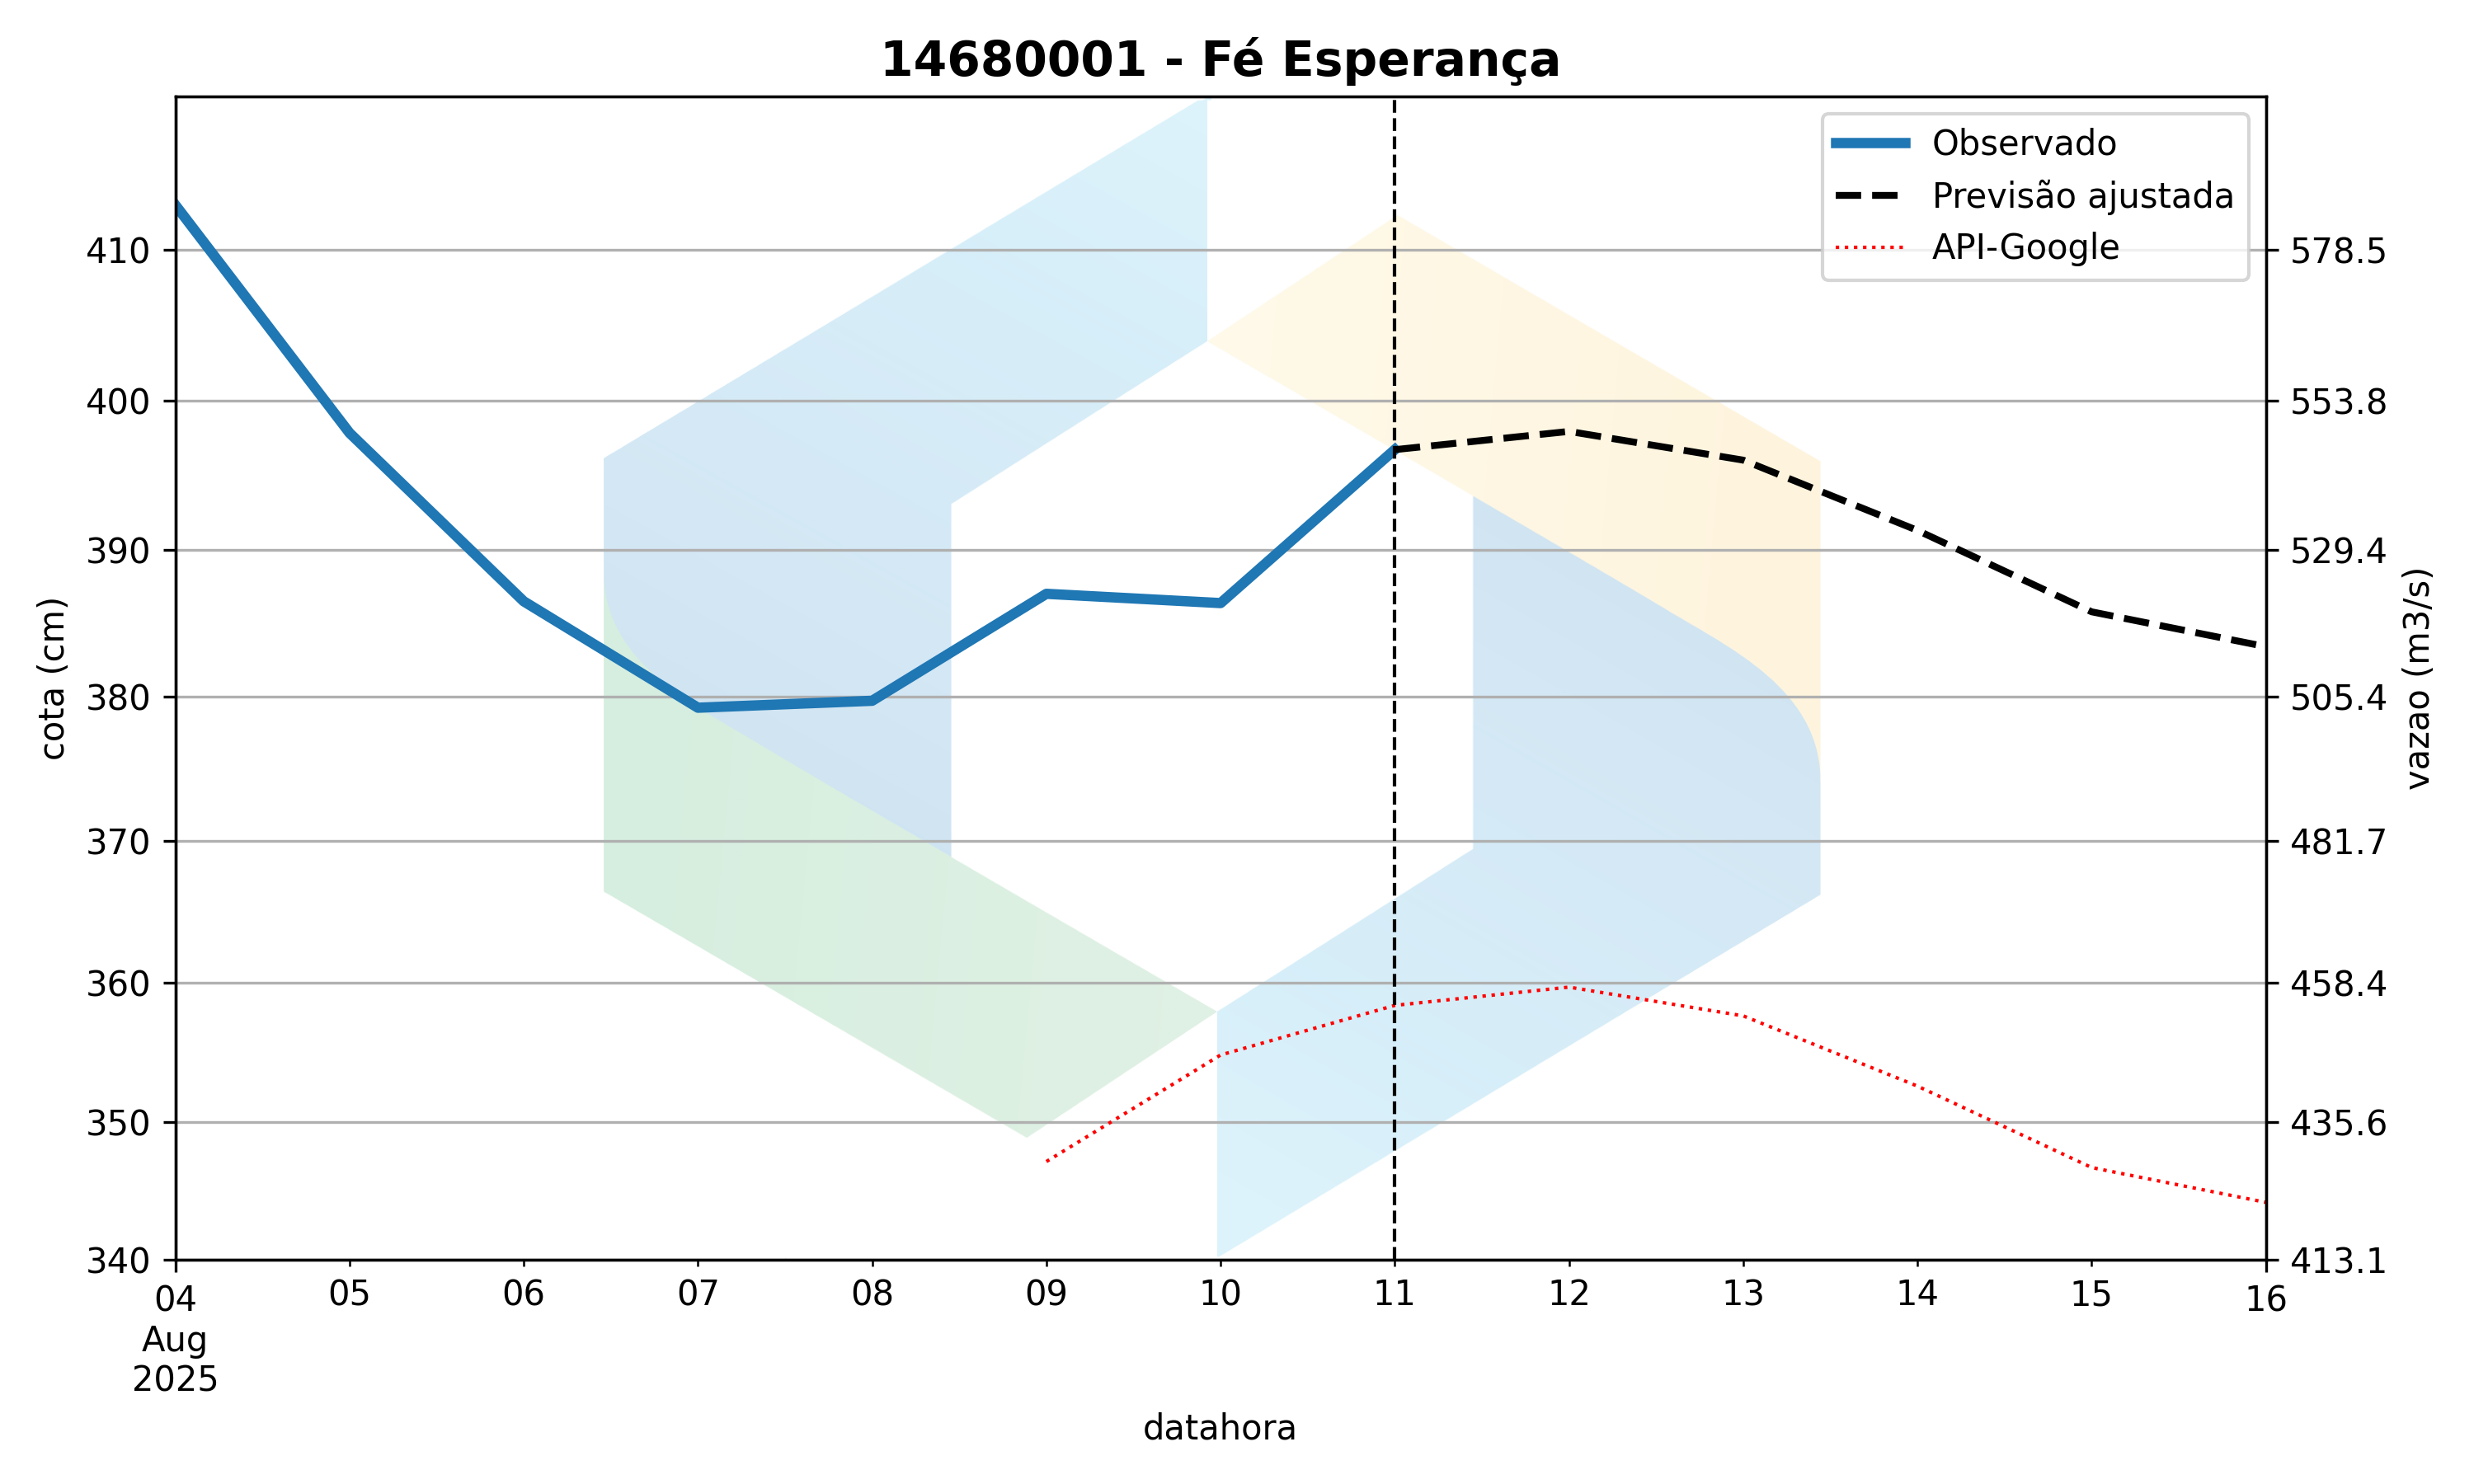 14680001 - Fé Esperança
Observado
Previsão ajustada
API-Google
410
400
390
380
370
360
350
340
cota (cm)
578.5
553.8
529.4
505.4
481.7
458.4
435.6
413.1
vazao (m3/s)
04 05 06 07 08 09 10 11 12 13 14 15 16
Aug
2025
datahora